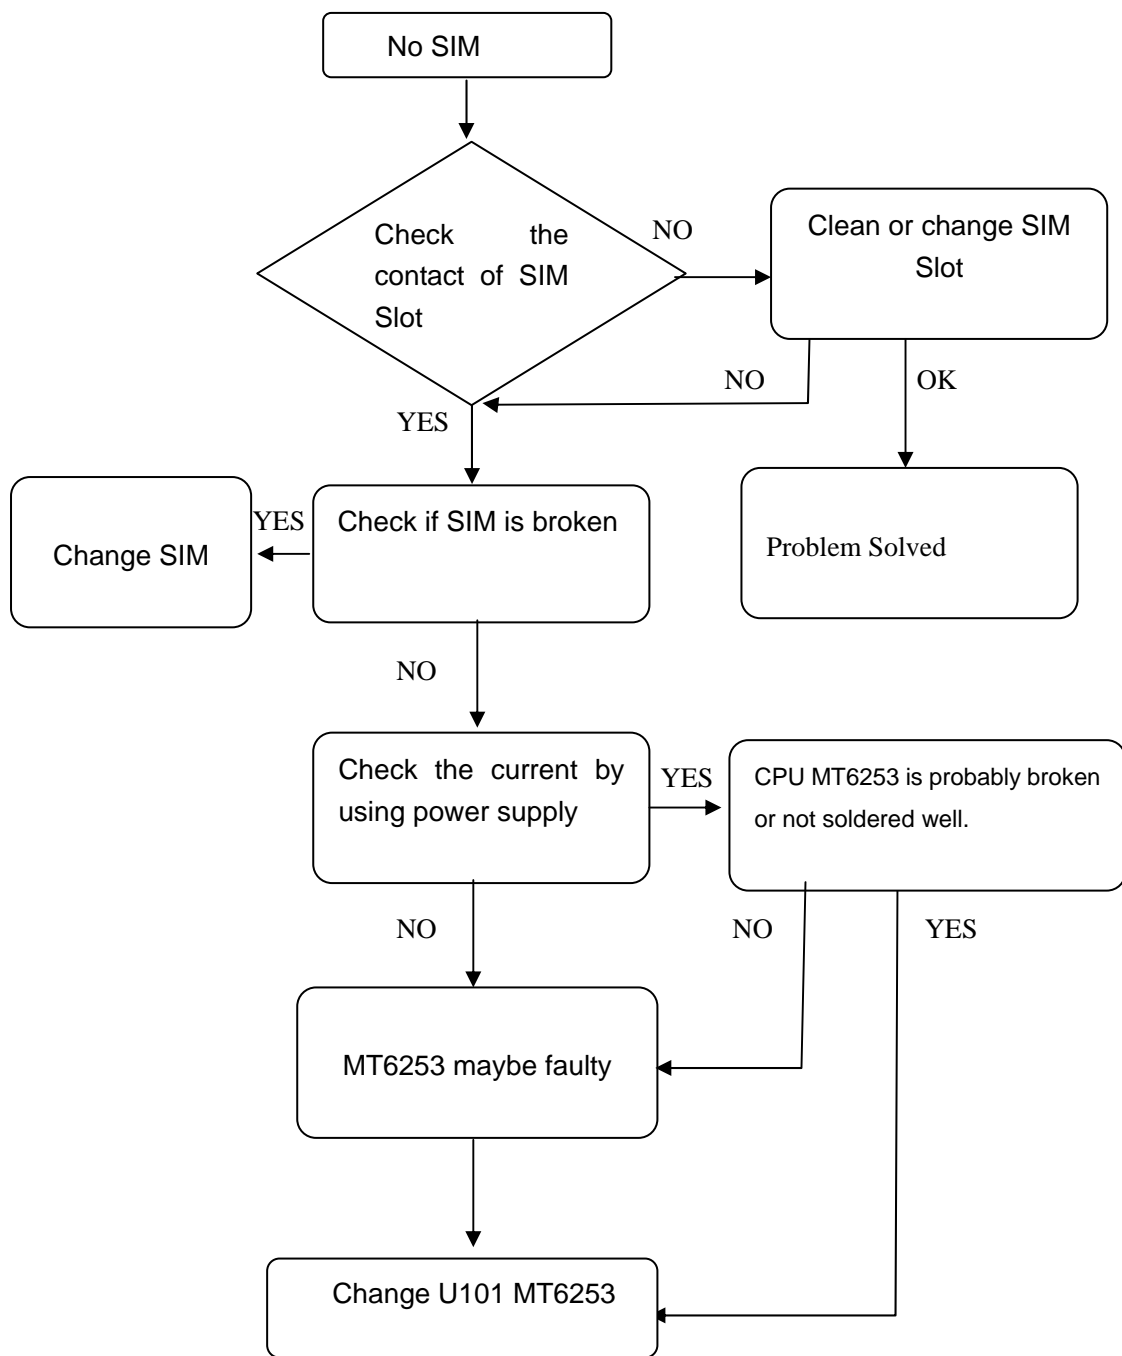 No SIM
Check the
contact of SIM
Slot
NO
Clean or change SIM
Slot
NO
OK
YES
Problem Solved
Check if SIM is broken
YES
Change SIM
NO
Check the current by
using power supply
YES
CPU MT6253 is probably broken
or not soldered well.
NO
NO
YES
MT6253 maybe faulty
Change U101 MT6253